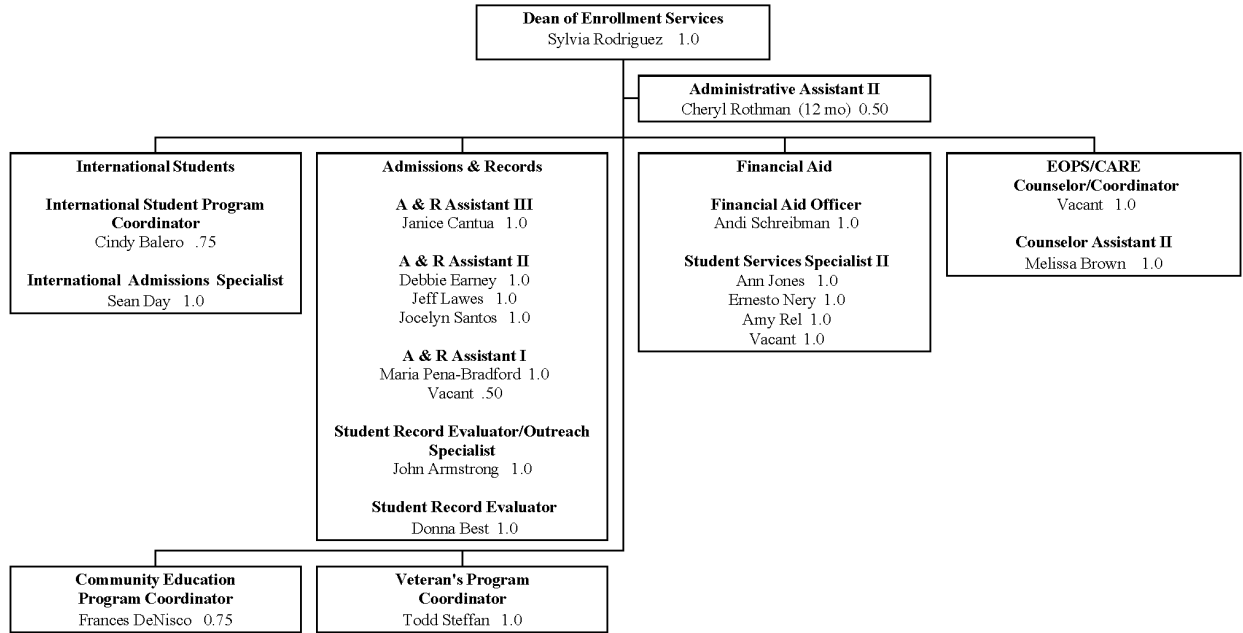 Dean of Enrollment Services
Sylvia Rodriguez 1.0
Administrative Assistant II
Cheryl Rothman (12 mo) 0.50
International Students
International Student Program
Coordinator
Cindy Balero .75
International Admissions Specialist
Sean Day 1.0
Admissions & Records
A & R Assistant III
Janice Cantua 1.0
A & R Assistant II
Debbie Earney 1.0
Jeff Lawes 1.0
Jocelyn Santos 1.0
A & R Assistant I
Maria Pena-Bradford 1.0
Vacant .50
Student Record Evaluator/Outreach
Specialist
John Armstrong 1.0
Student Record Evaluator
Donna Best 1.0
Financial Aid
Financial Aid Officer
Andi Schreibman 1.0
Student Services Specialist II
Ann Jones 1.0
Ernesto Nery 1.0
Amy Rel 1.0
Vacant 1.0
EOPS/CARE
Counselor/Coordinator
Vacant 1.0
Counselor Assistant II
Melissa Brown 1.0
Community Education
Program Coordinator
Frances DeNisco 0.75
Veteran's Program
Coordinator
Todd Steffan 1.0